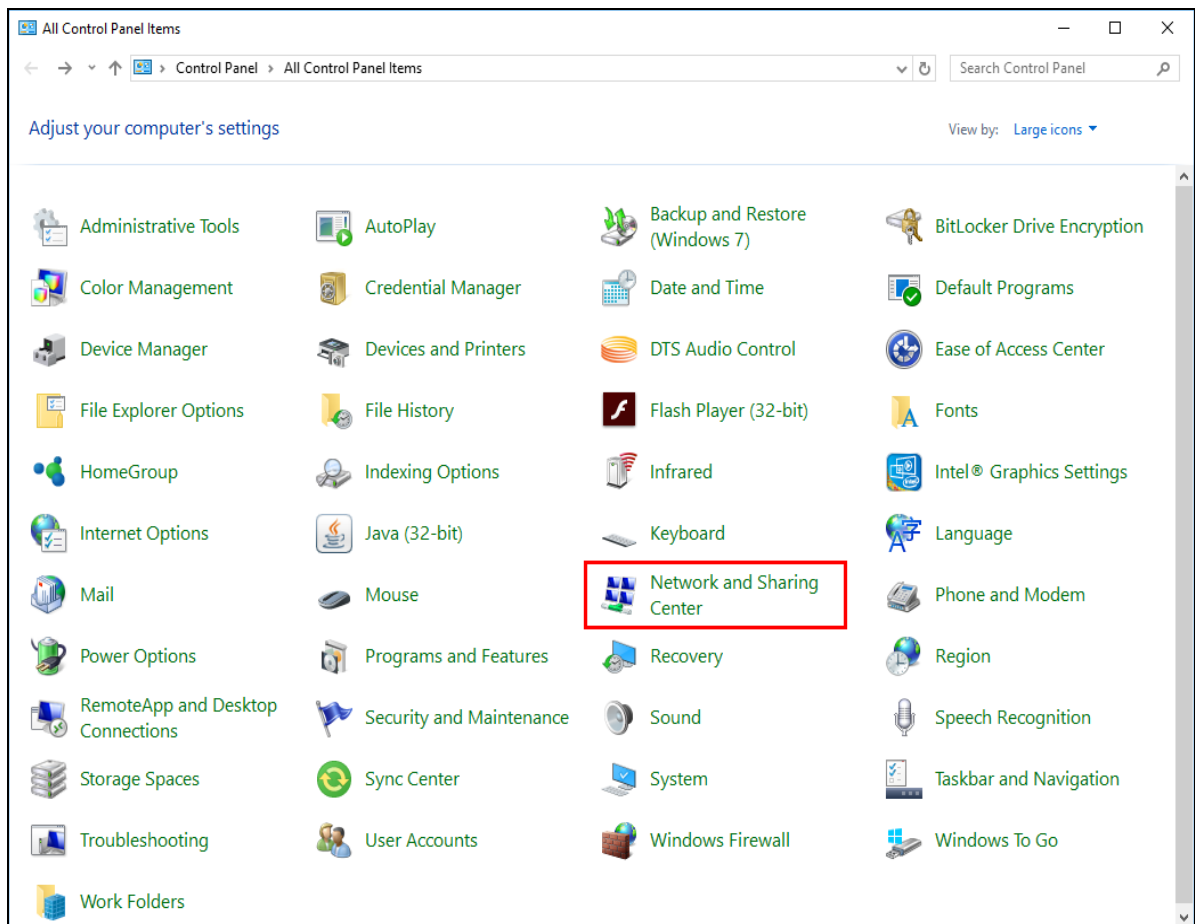 All Control Panel Items
Control Panel > All Control Panel Items
Search Control Panel
Adjust your computer's settings
View by: Large icons
Administrative Tools
AutoPlay
Backup and Restore
(Windows 7)
BitLocker Drive Encryption
Color Management
Credential Manager
Date and Time
Default Programs
Device Manager
Devices and Printers
DTS Audio Control
Ease of Access Center
File Explorer Options
File History
Flash Player (32-bit)
Fonts
HomeGroup
Indexing Options
Infrared
Intel® Graphics Settings
Internet Options
Java (32-bit)
Keyboard
Language
Mail
Mouse
Network and Sharing
Center
Phone and Modem
Power Options
Programs and Features
Recovery
Region
RemoteApp and Desktop
Connections
Security and Maintenance
Sound
Speech Recognition
Storage Spaces
Sync Center
System
Taskbar and Navigation
Troubleshooting
User Accounts
Windows Firewall
Windows To Go
Work Folders